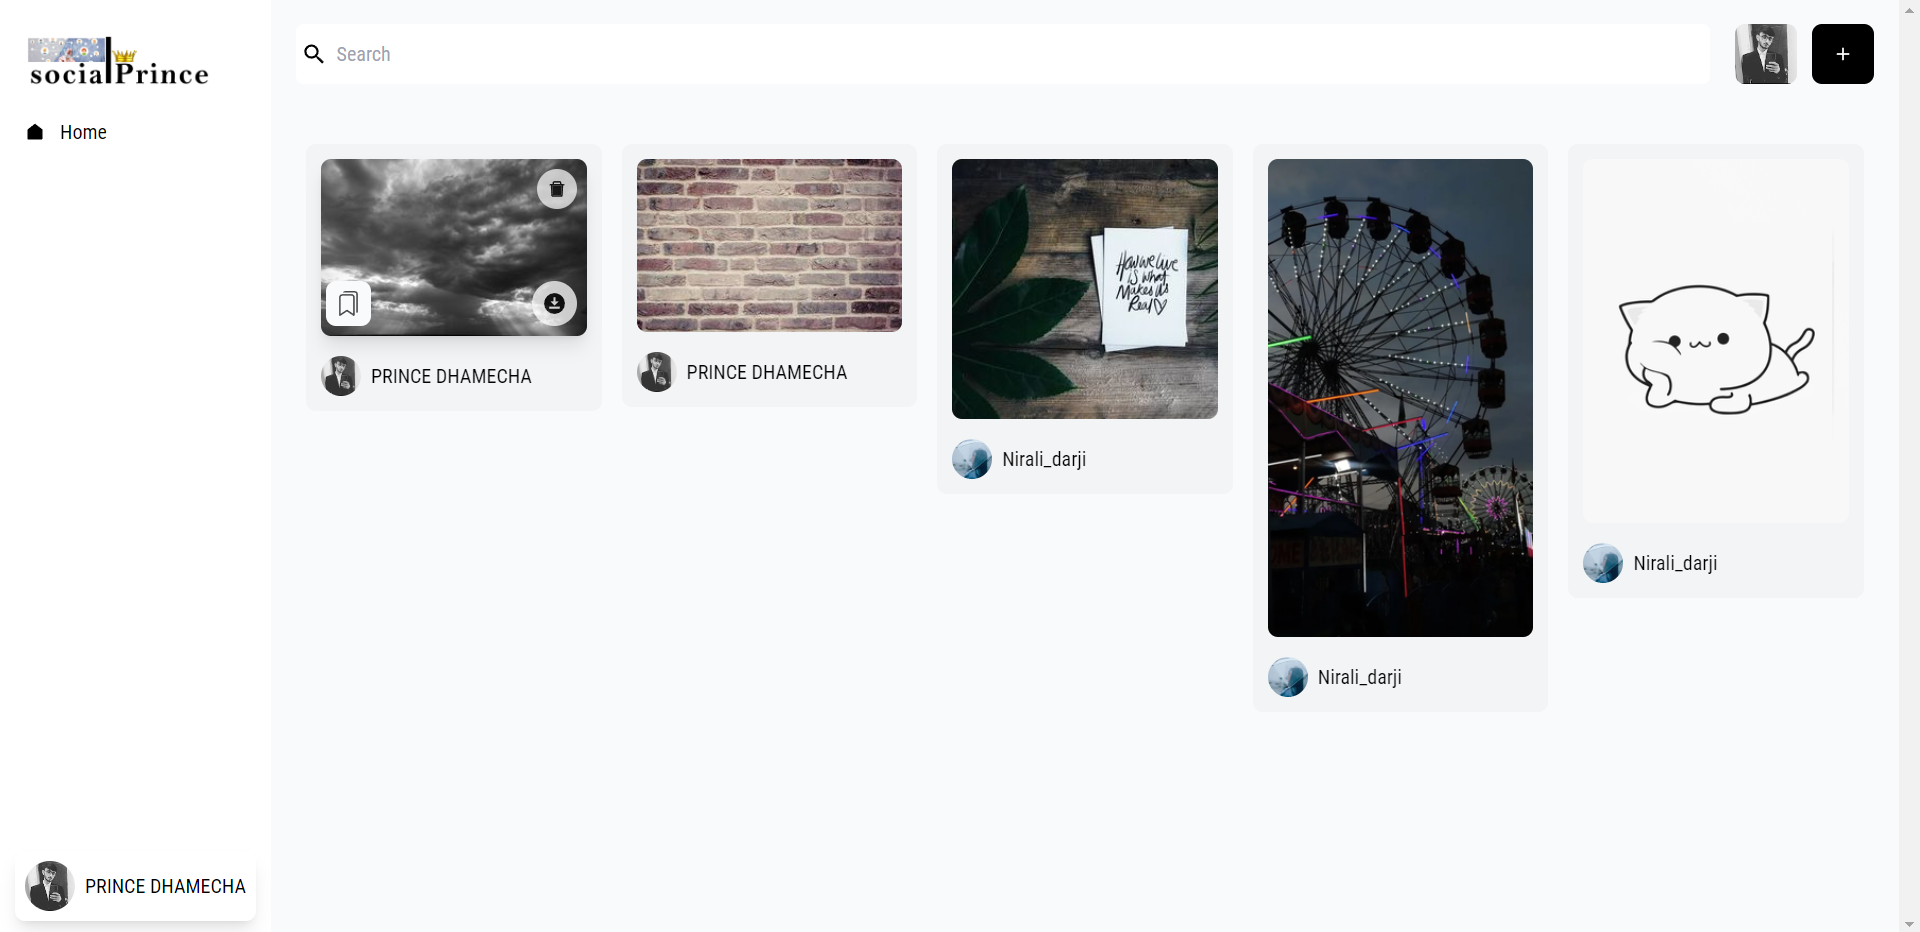 socialPrince
Search
+
Home
How we live
is what
Makes us
Real
PRINCE DHAMECHA
PRINCE DHAMECHA
Nirali_darji
Nirali_darji
Nirali_darji
PRINCE DHAMECHA